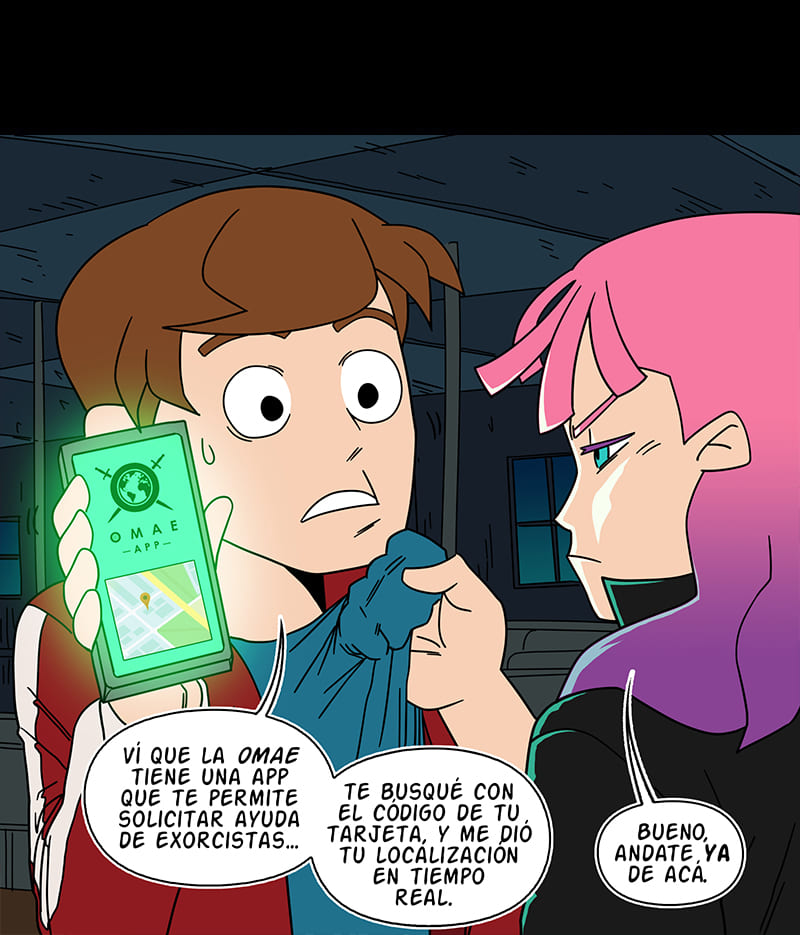 OMAE
—APP—
VÍ QUE LA OMAE
TIENE UNA APP
QUE TE PERMITE
SOLICITAR AYUDA
DE EXORCISTAS...
TE BUSQUÉ CON
EL CÓDIGO DE TU
TARJETA, Y ME DIÓ
TU LOCALIZACIÓN
EN TIEMPO
REAL.
BUENO,
ANDATE YA
DE ACÁ.